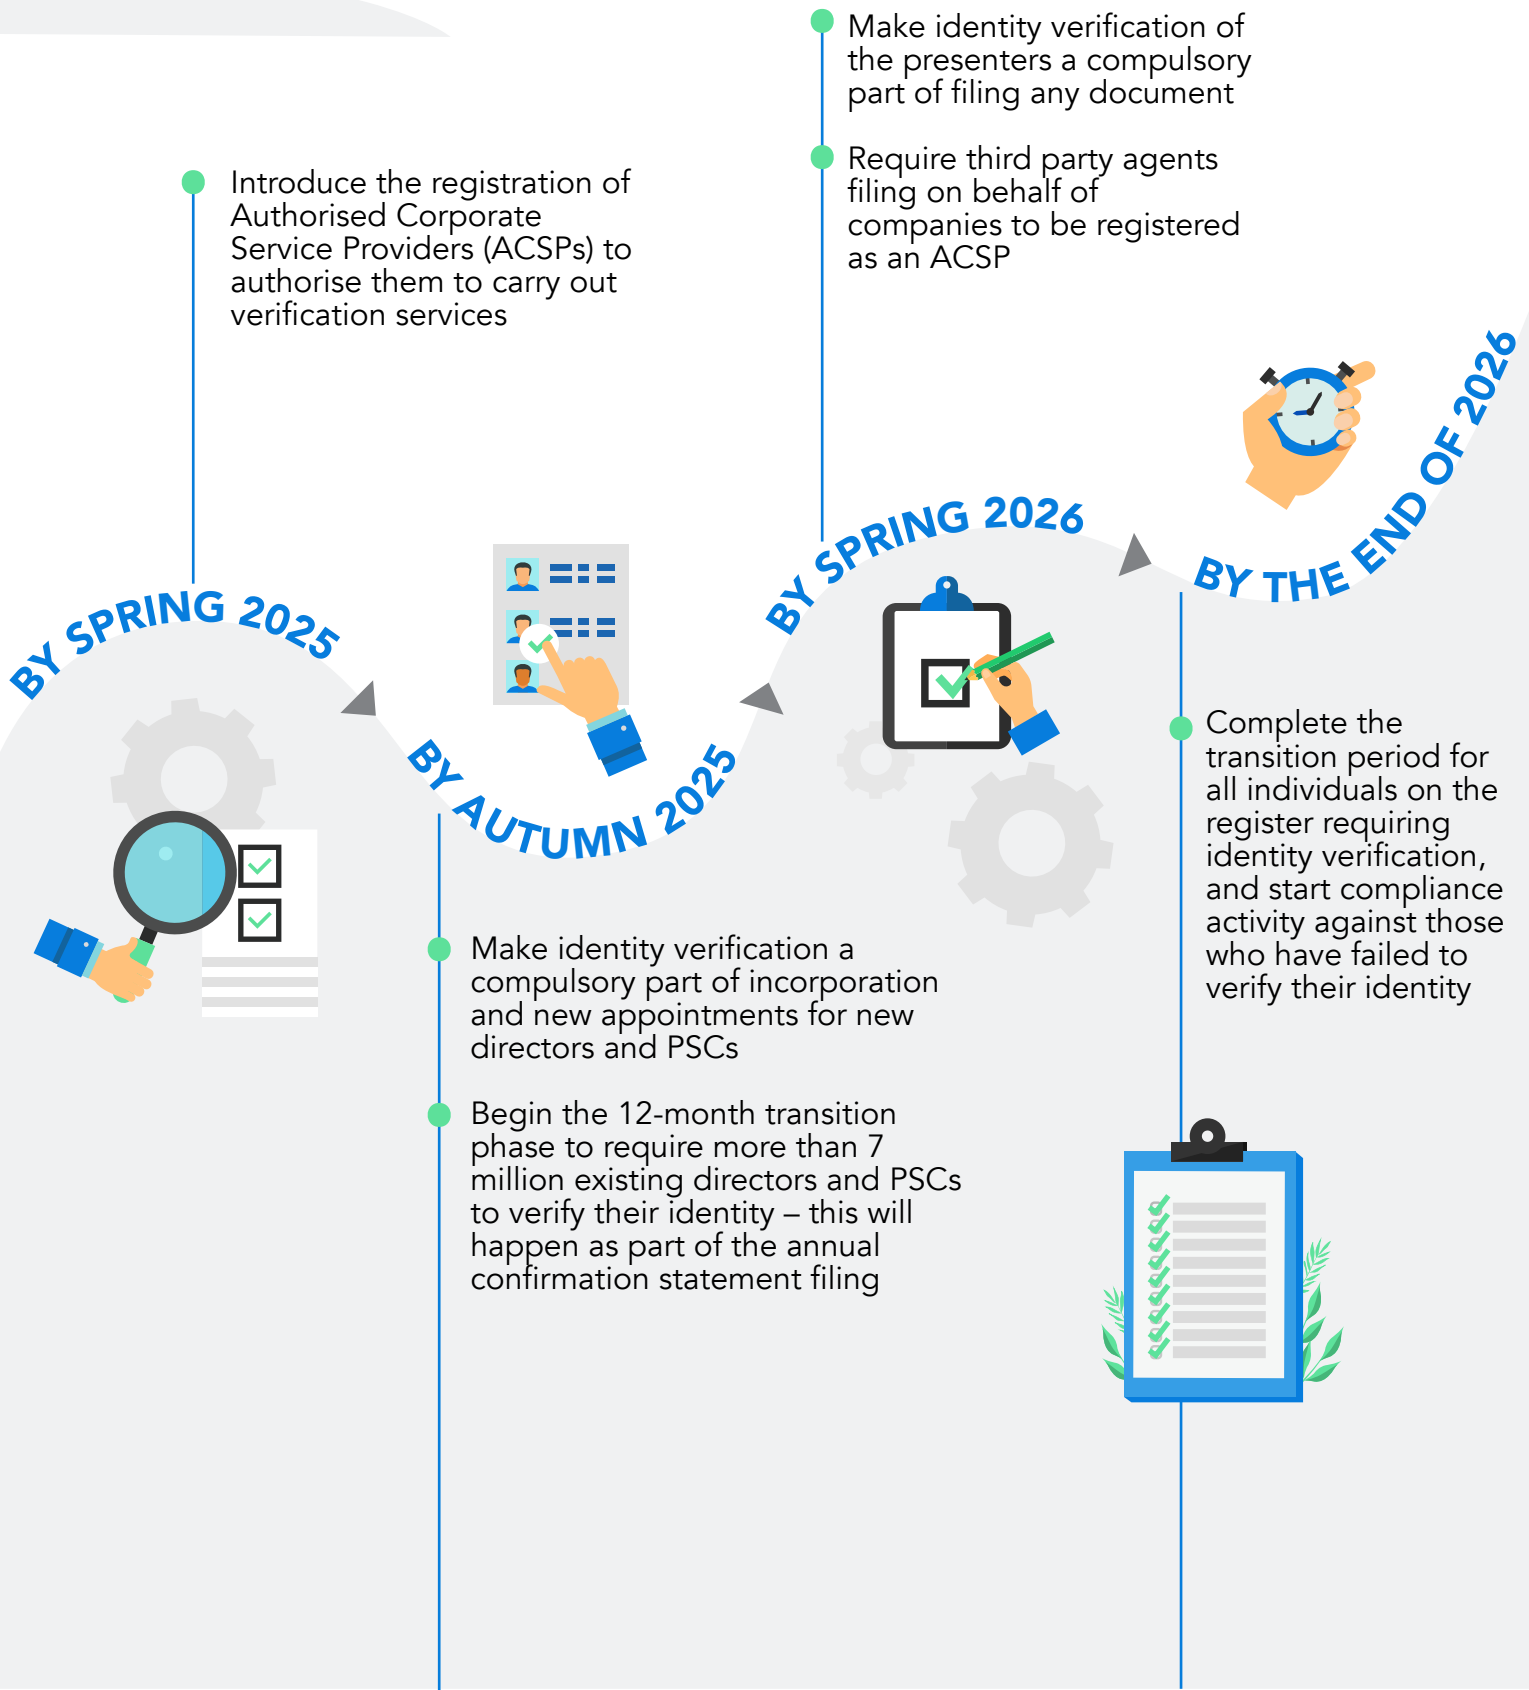 BY SPRING 2025
Introduce the registration of
Authorised Corporate
Service Providers (ACSPs) to
authorise them to carry out
verification services
BY AUTUMN 2025
Make identity verification a
compulsory part of incorporation
and new appointments for new
directors and PSCs
Begin the 12-month transition
phase to require more than 7
million existing directors and PSCs
to verify their identity – this will
happen as part of the annual
confirmation statement filing
BY SPRING 2026
Make identity verification of
the presenters a compulsory
part of filing any document
Require third party agents
filing on behalf of
companies to be registered
as an ACSP
BY THE END OF 2026
Complete the
transition period for
all individuals on the
register requiring
identity verification,
and start compliance
activity against those
who have failed to
verify their identity